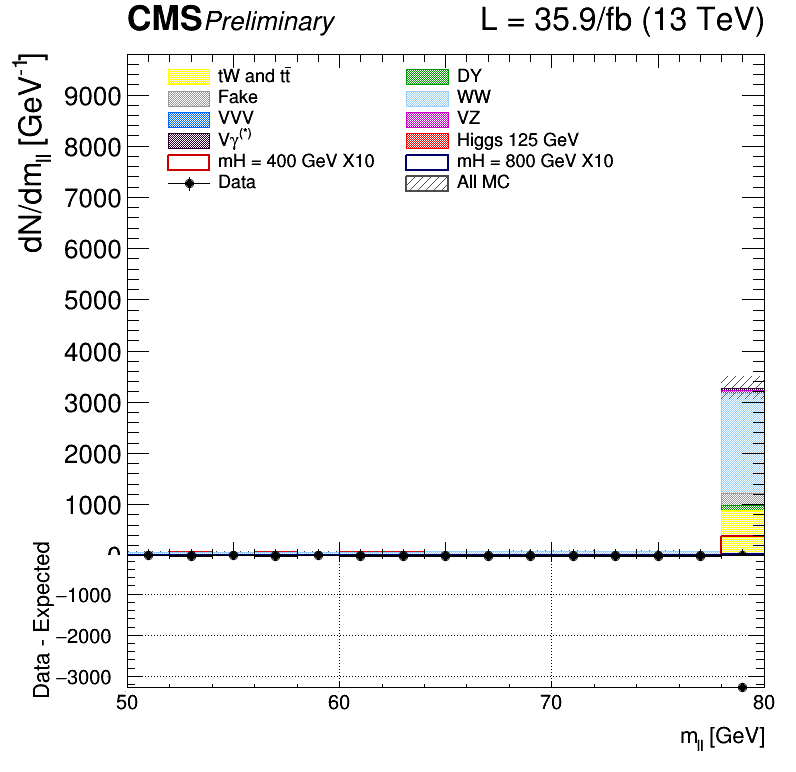 CMS Preliminary L = 35.9/fb (13 TeV)
dN/dm_ll [GeV^-1]
9000
8000
7000
6000
5000
4000
3000
2000
1000
0
tW and tt̄
DY
Fake
WW
VVV
VZ
Vγ^(*)
Higgs 125 GeV
mH = 400 GeV X10
mH = 800 GeV X10
Data
All MC
Data - Expected
−1000
−2000
−3000
50 60 70 80
m_ll [GeV]